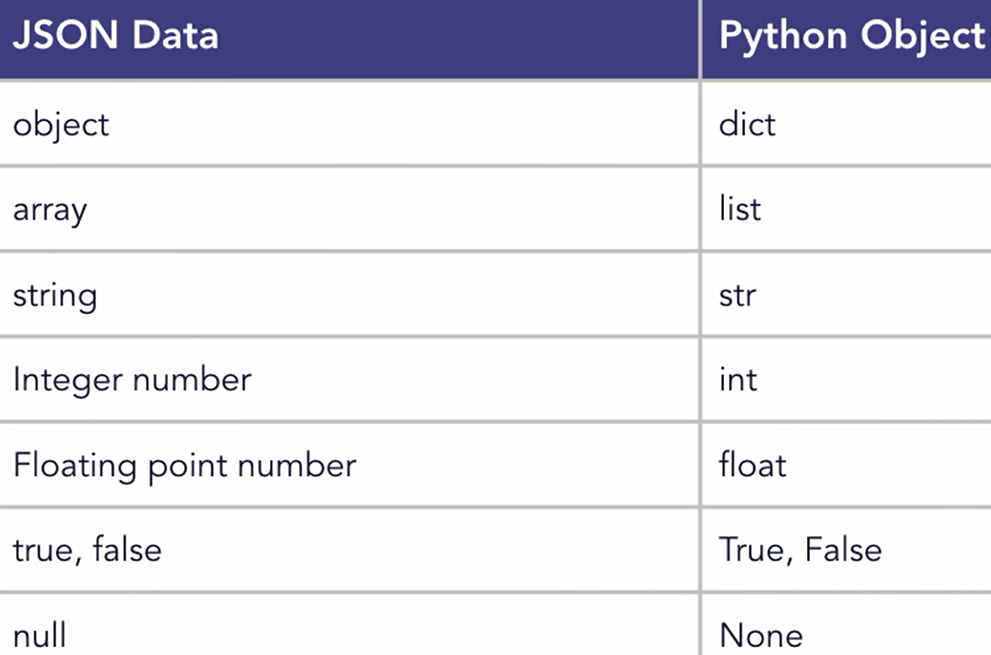 JSON Data Python Object
object dict
array list
string str
Integer number int
Floating point number float
true, false True, False
null None